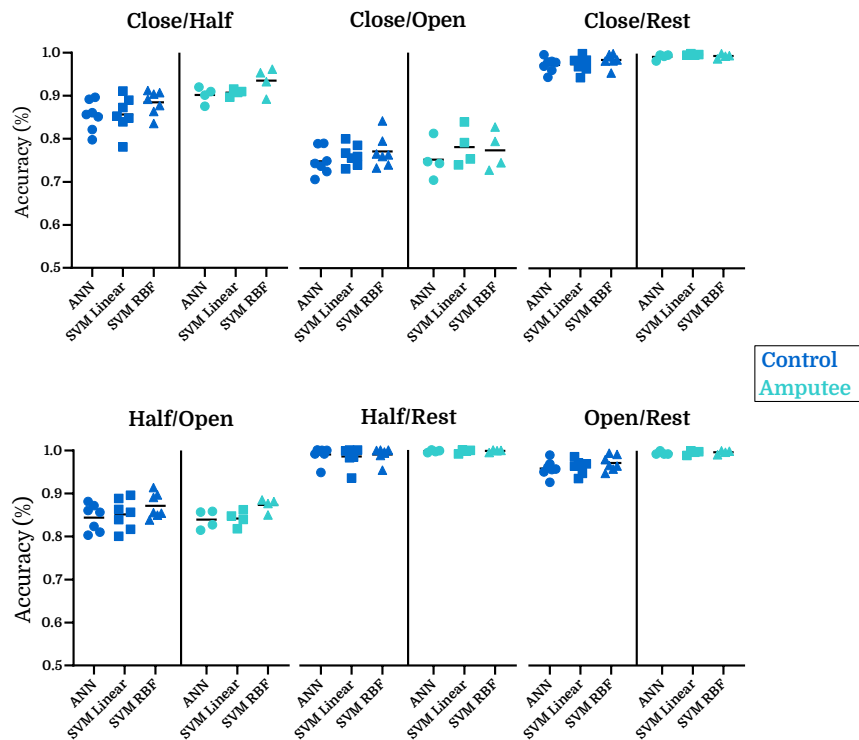 Close/Half Close/Open Close/Rest
Accuracy (%)
1.0
0.9
0.8
0.7
0.6
0.5
ANN SVM Linear SVM RBF ANN SVM Linear SVM RBF ANN SVM Linear SVM RBF ANN SVM Linear SVM RBF ANN SVM Linear SVM RBF ANN SVM Linear SVM RBF
Control
Amputee
Half/Open Half/Rest Open/Rest
Accuracy (%)
1.0
0.9
0.8
0.7
0.6
0.5
ANN SVM Linear SVM RBF ANN SVM Linear SVM RBF ANN SVM Linear SVM RBF ANN SVM Linear SVM RBF ANN SVM Linear SVM RBF ANN SVM Linear SVM RBF